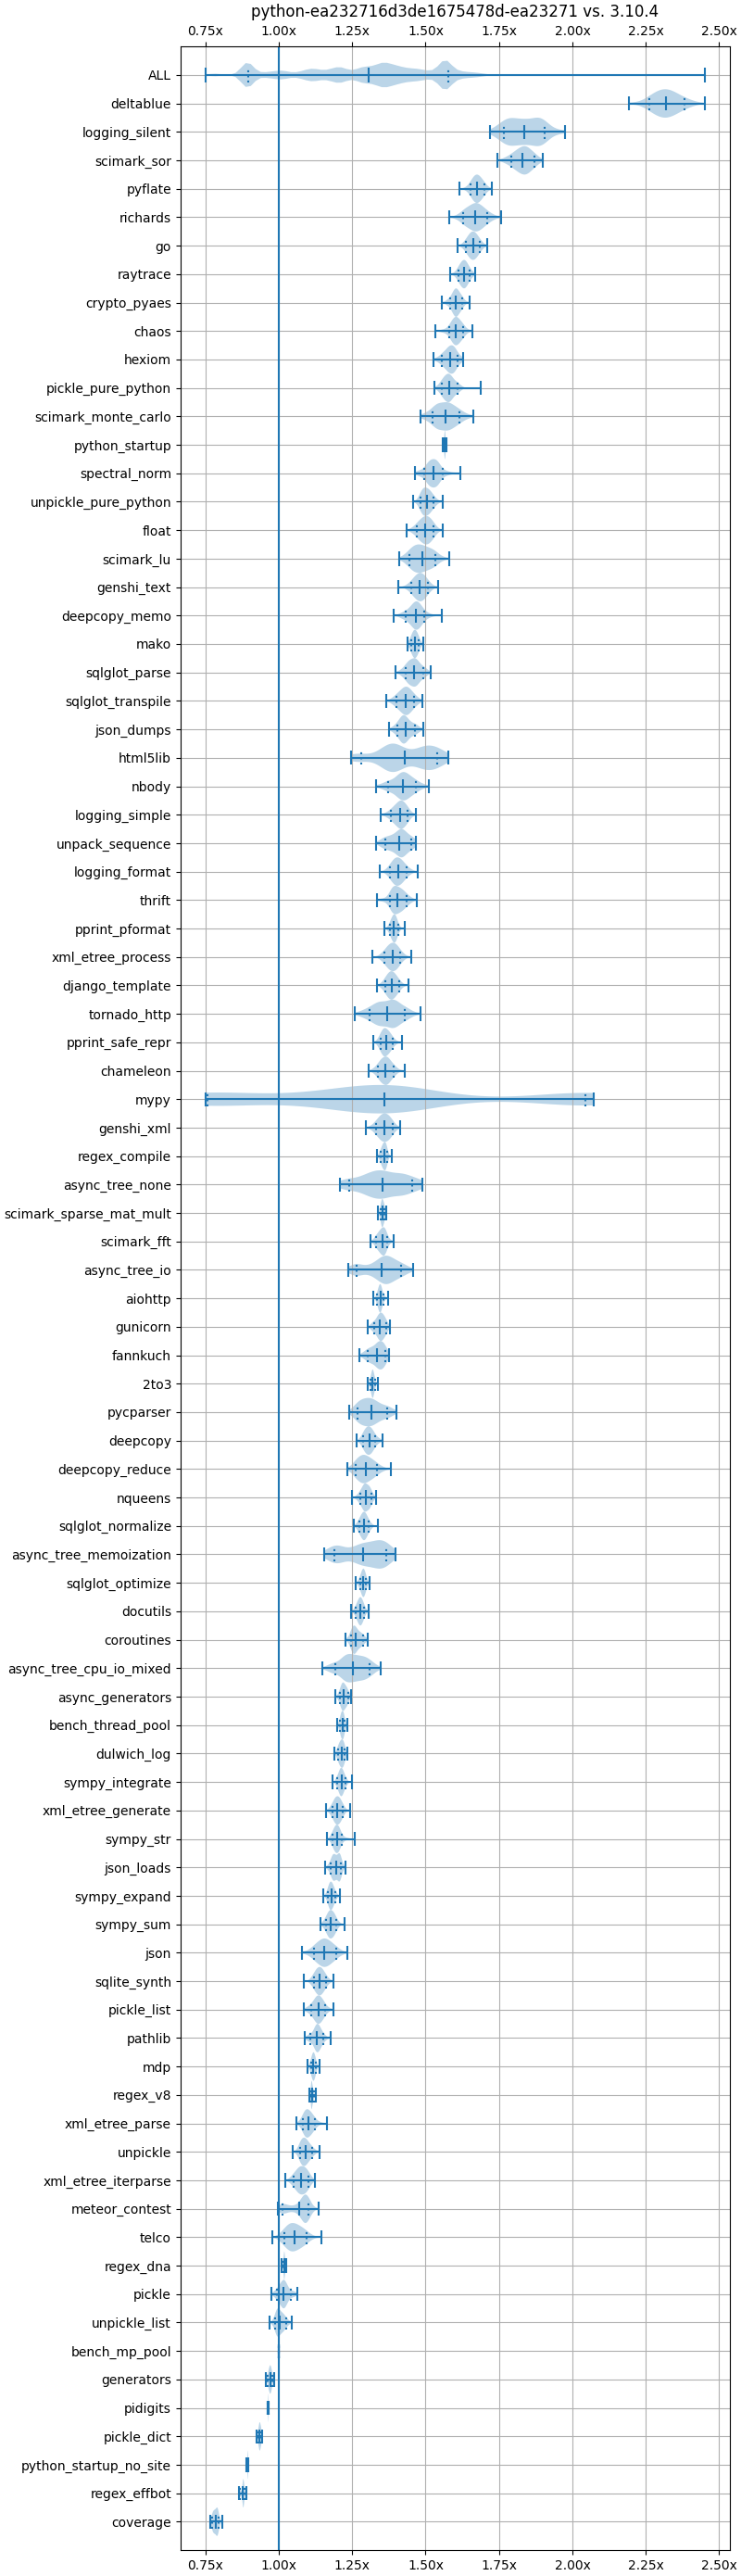 python-ea232716d3de1675478d-ea23271 vs. 3.10.4
0.75x 1.00x 1.25x 1.50x 1.75x 2.00x 2.25x 2.50x
ALL
deltablue
logging_silent
scimark_sor
pyflate
richards
go
raytrace
crypto_pyaes
chaos
hexiom
pickle_pure_python
scimark_monte_carlo
python_startup
spectral_norm
unpickle_pure_python
float
scimark_lu
genshi_text
deepcopy_memo
mako
sqlglot_parse
sqlglot_transpile
json_dumps
html5lib
nbody
logging_simple
unpack_sequence
logging_format
thrift
pprint_pformat
xml_etree_process
django_template
tornado_http
pprint_safe_repr
chameleon
mypy
genshi_xml
regex_compile
async_tree_none
scimark_sparse_mat_mult
scimark_fft
async_tree_io
aiohttp
gunicorn
fannkuch
2to3
pycparser
deepcopy
deepcopy_reduce
nqueens
sqlglot_normalize
async_tree_memoization
sqlglot_optimize
docutils
coroutines
async_tree_cpu_io_mixed
async_generators
bench_thread_pool
dulwich_log
sympy_integrate
xml_etree_generate
sympy_str
json_loads
sympy_expand
sympy_sum
json
sqlite_synth
pickle_list
pathlib
mdp
regex_v8
xml_etree_parse
unpickle
xml_etree_iterparse
meteor_contest
telco
regex_dna
pickle
unpickle_list
bench_mp_pool
generators
pidigits
pickle_dict
python_startup_no_site
regex_effbot
coverage
0.75x 1.00x 1.25x 1.50x 1.75x 2.00x 2.25x 2.50x